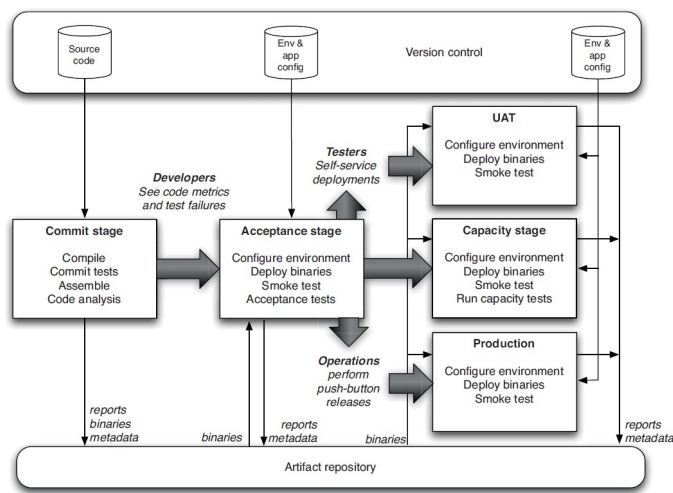 Source
code
Env &
app
config
Version control
Env &
app
config
Developers
See code metrics
and test failures
Testers
Self-service
deployments
UAT
Configure environment
Deploy binaries
Smoke test
Commit stage
Compile
Commit tests
Assemble
Code analysis
Acceptance stage
Configure environment
Deploy binaries
Smoke test
Acceptance tests
Capacity stage
Configure environment
Deploy binaries
Smoke test
Run capacity tests
Operations
perform
push-button
releases
Production
Configure environment
Deploy binaries
Smoke test
reports
binaries
metadata
binaries
reports
metadata
binaries
reports
metadata
Artifact repository